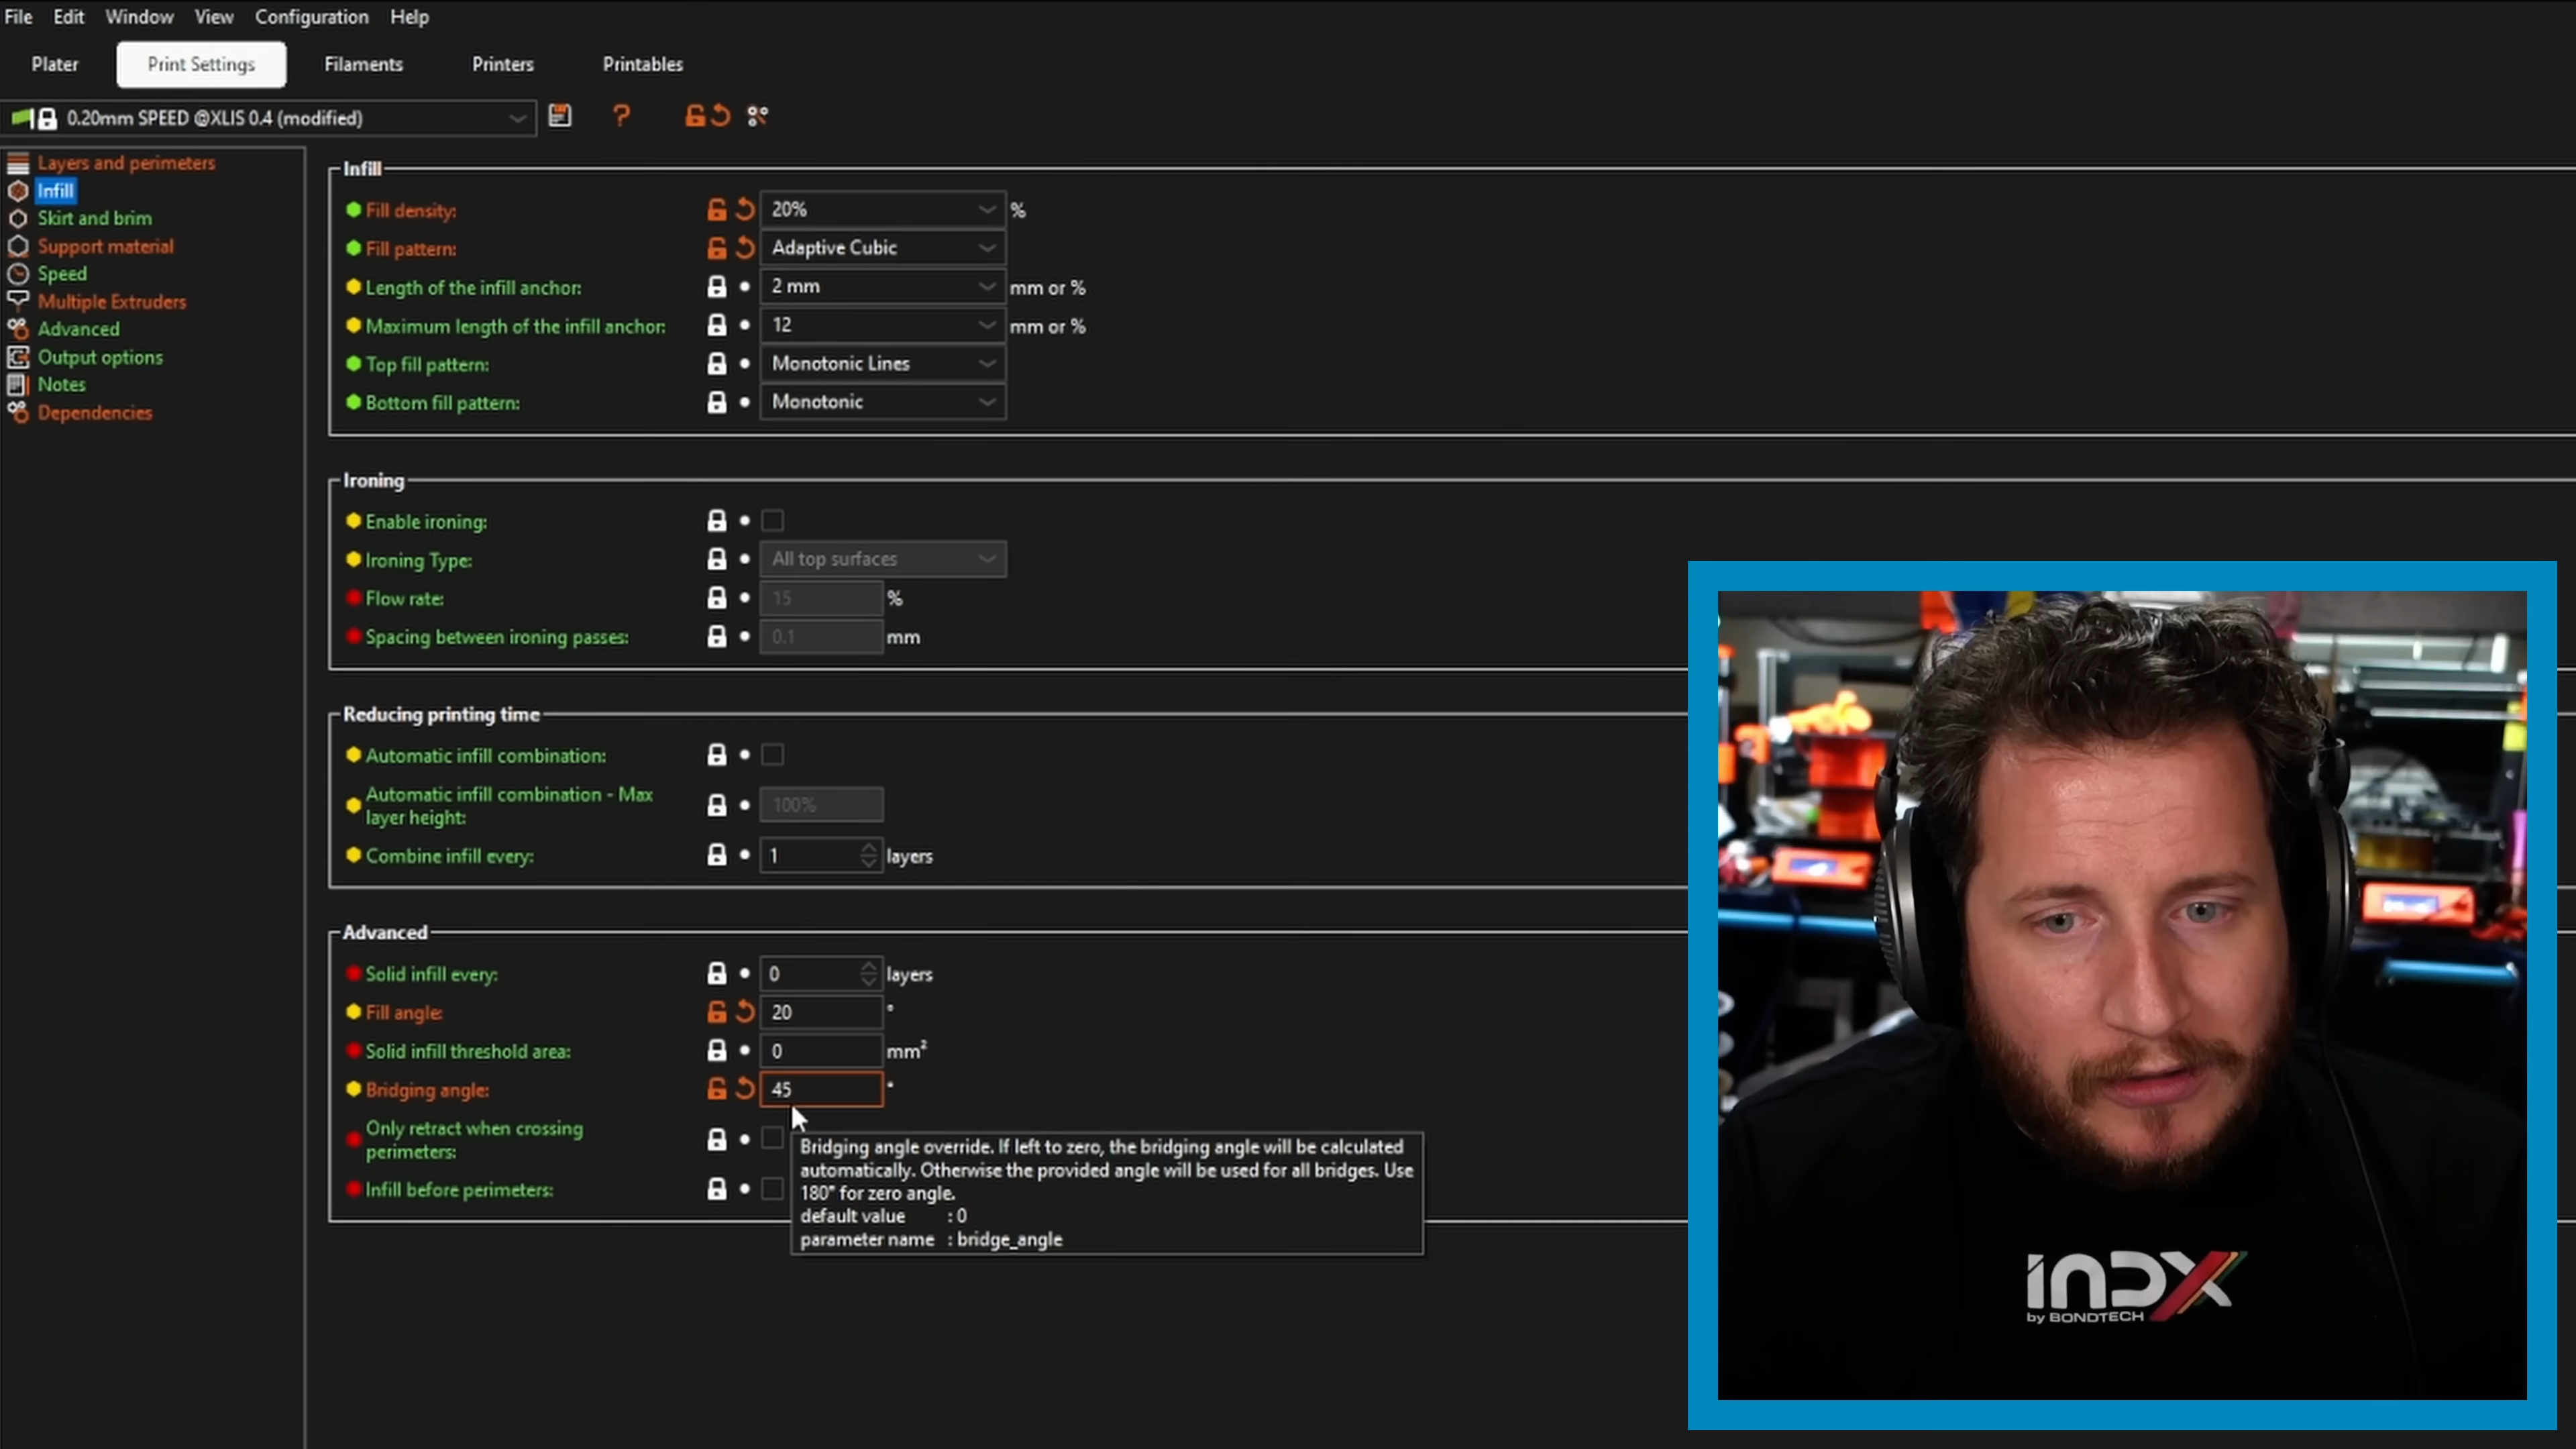 File Edit Window View Configuration Help
Plater Print Settings Filaments Printers Printables
0.20mm SPEED @XLIS 0.4 (modified) ?
Layers and perimeters
Infill
Skirt and brim
Support material
Speed
Multiple Extruders
Advanced
Output options
Notes
Dependencies
Infill
Fill density: 20% %
Fill pattern: Adaptive Cubic
Length of the infill anchor: 2 mm mm or %
Maximum length of the infill anchor: 12 mm or %
Top fill pattern: Monotonic Lines
Bottom fill pattern: Monotonic
Ironing
Enable ironing:
Ironing Type: All top surfaces
Flow rate: 15 %
Spacing between ironing passes: 0.1 mm
Reducing printing time
Automatic infill combination:
Automatic infill combination - Max
layer height: 100%
Combine infill every: 1 layers
Advanced
Solid infill every: 0 layers
Fill angle: 20 °
Solid infill threshold area: 0 mm²
Bridging angle: 45 °
Only retract when crossing
perimeters:
Infill before perimeters:
Bridging angle override. If left to zero, the bridging angle will be calculated
automatically. Otherwise the provided angle will be used for all bridges. Use
180° for zero angle.
default value : 0
parameter name : bridge_angle
INDX
by BONDTECH